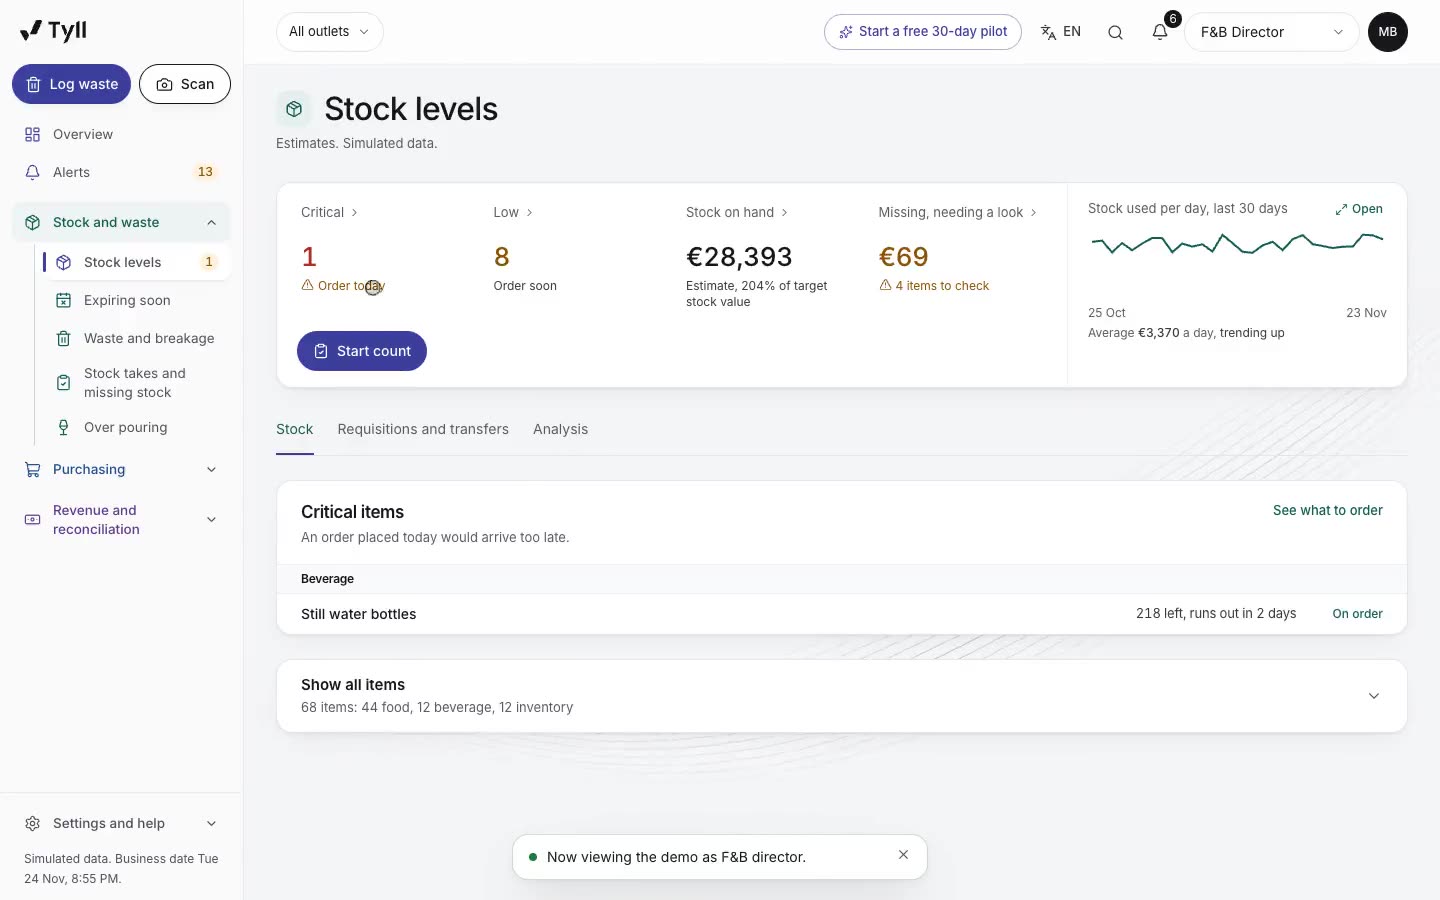 Tyll
All outlets
Start a free 30-day pilot
EN
6
F&B Director
MB
Log waste
Scan
Overview
Alerts
13
Stock and waste
Stock levels
1
Expiring soon
Waste and breakage
Stock takes and
missing stock
Over pouring
Purchasing
Revenue and
reconciliation
Settings and help
Simulated data. Business date Tue
24 Nov, 8:55 PM.
Stock levels
Estimates. Simulated data.
Critical
1
Order today
Low
8
Order soon
Stock on hand
€28,393
Estimate, 204% of target
stock value
Missing, needing a look
€69
4 items to check
Start count
Stock used per day, last 30 days
Open
25 Oct
23 Nov
Average €3,370 a day, trending up
Stock
Requisitions and transfers
Analysis
Critical items
See what to order
An order placed today would arrive too late.
Beverage
Still water bottles
218 left, runs out in 2 days
On order
Show all items
68 items: 44 food, 12 beverage, 12 inventory
Now viewing the demo as F&B director.